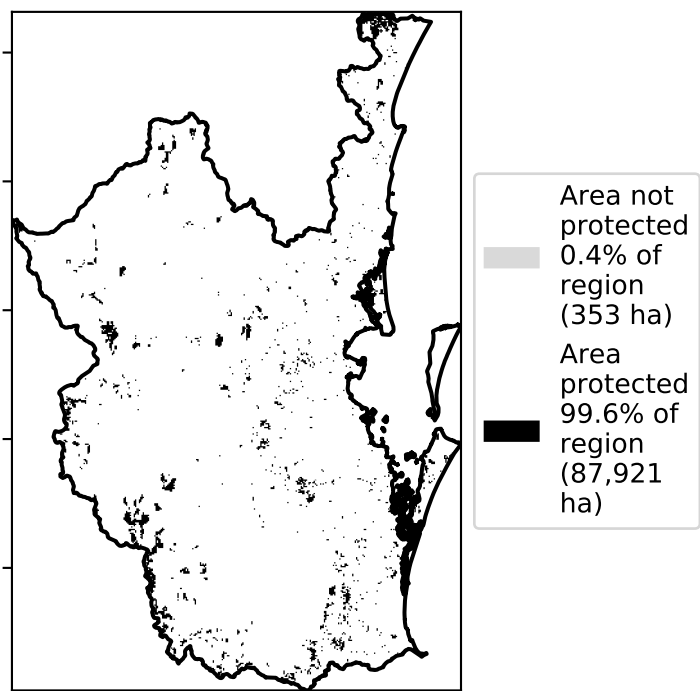 Area not
protected
0.4% of
region
(353 ha)
Area
protected
99.6% of
region
(87,921
ha)